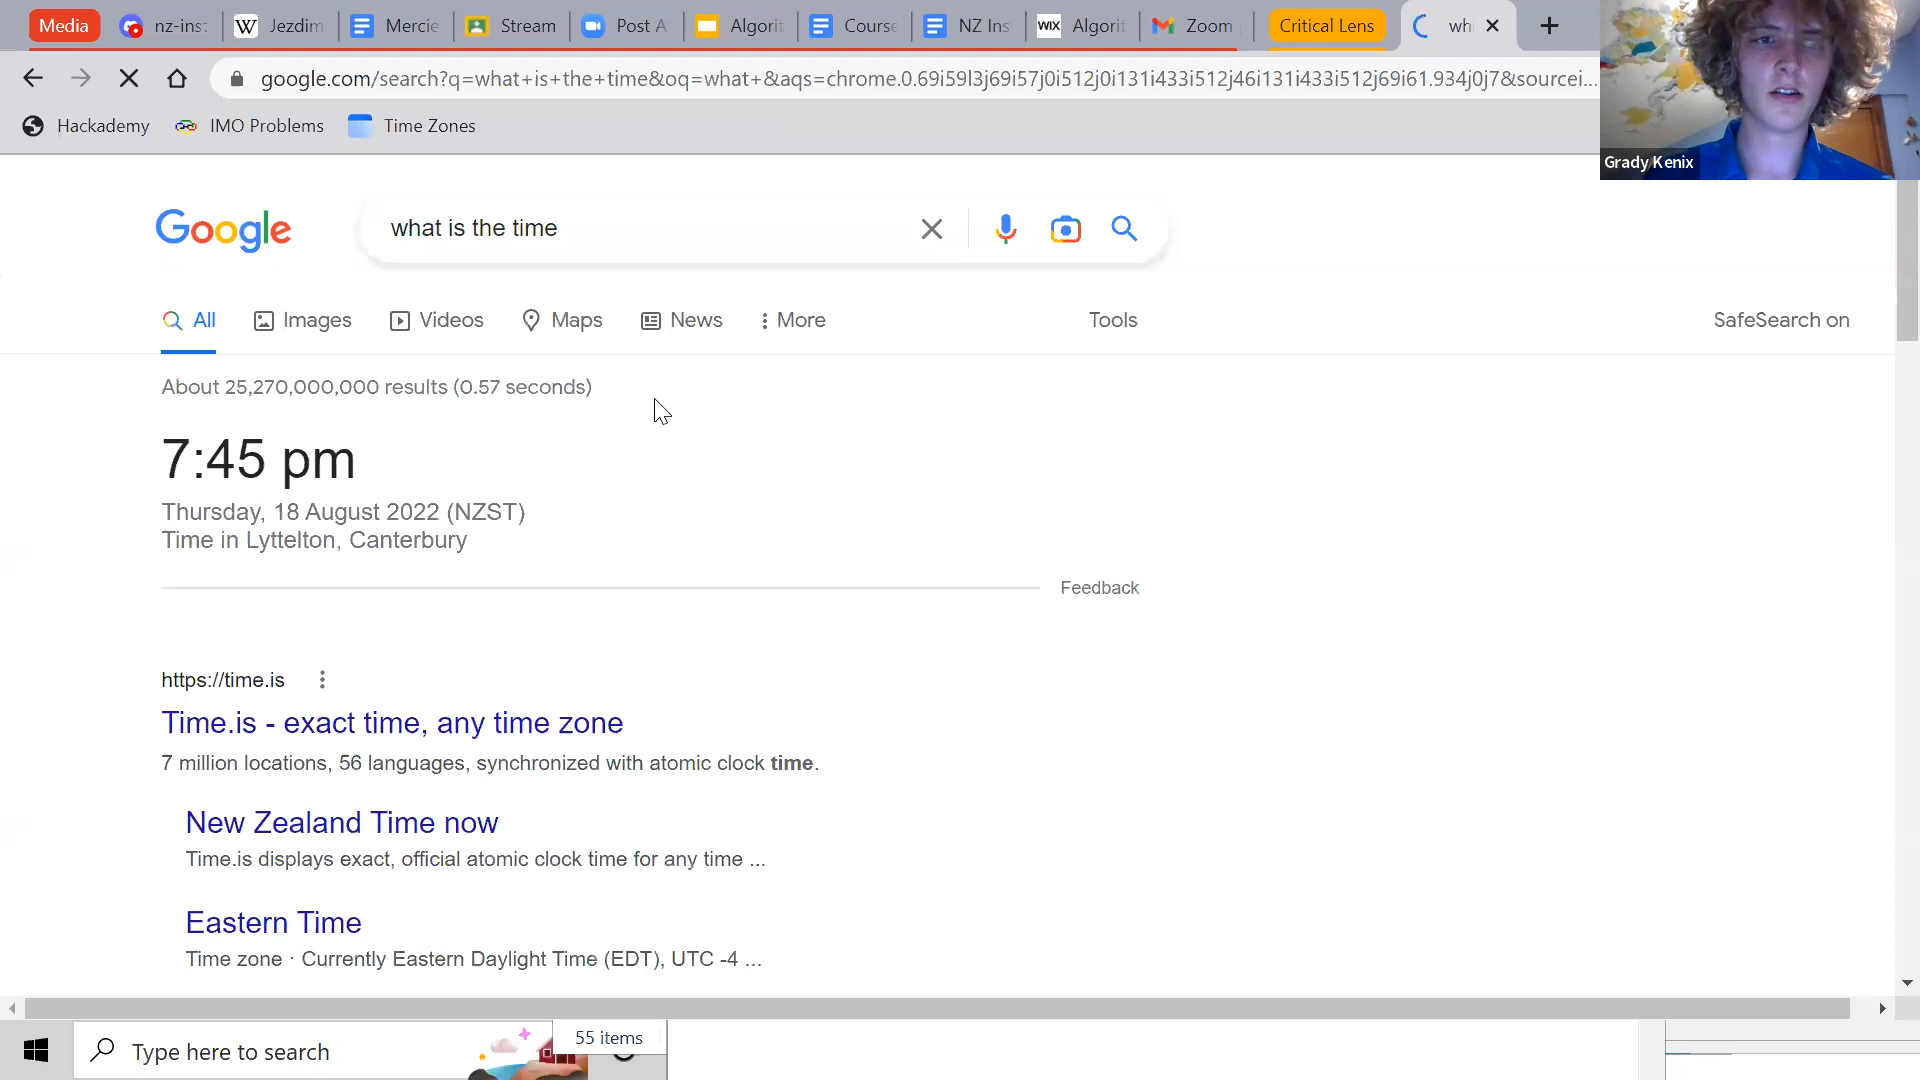 Media
nz-ins
Jezdim
Mercie
Stream
Post A
Algori
Course
NZ Ins
WIX
Algori
Zoom
Critical Lens
wh
google.com/search?q=what+is+the+time&oq=what+&aqs=chrome.0.69i59l3j69i57j0i512j0i131i433i512j46i131i433i512j69i61.934j0j7&sourcei...
Hackademy
IMO Problems
Time Zones
Grady Kenix
Google
what is the time
All
Images
Videos
Maps
News
More
Tools
SafeSearch on
About 25,270,000,000 results (0.57 seconds)
7:45 pm
Thursday, 18 August 2022 (NZST)
Time in Lyttelton, Canterbury
Feedback
https://time.is
Time.is - exact time, any time zone
7 million locations, 56 languages, synchronized with atomic clock time.
New Zealand Time now
Time.is displays exact, official atomic clock time for any time ...
Eastern Time
Time zone · Currently Eastern Daylight Time (EDT), UTC -4 ...
Type here to search
55 items